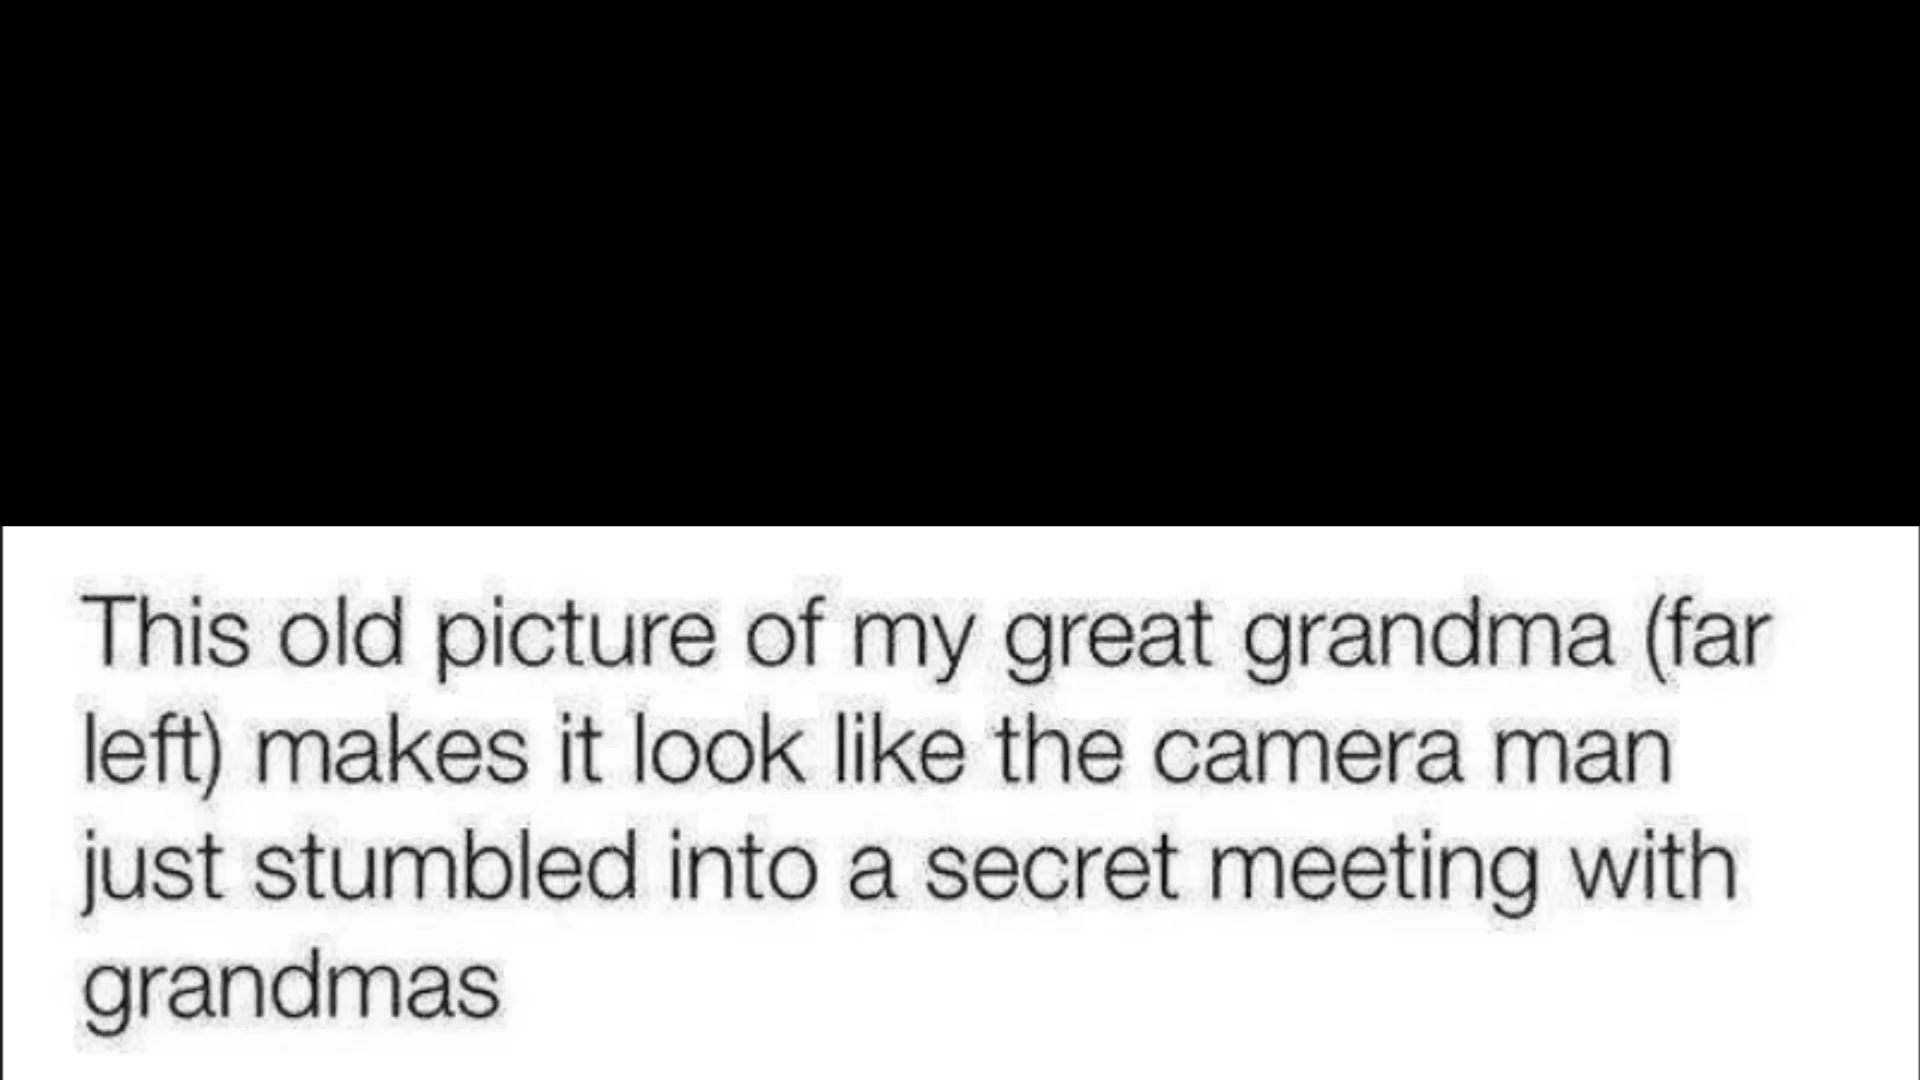 This old picture of my great grandma (far
left) makes it look like the camera man
just stumbled into a secret meeting with
grandmas